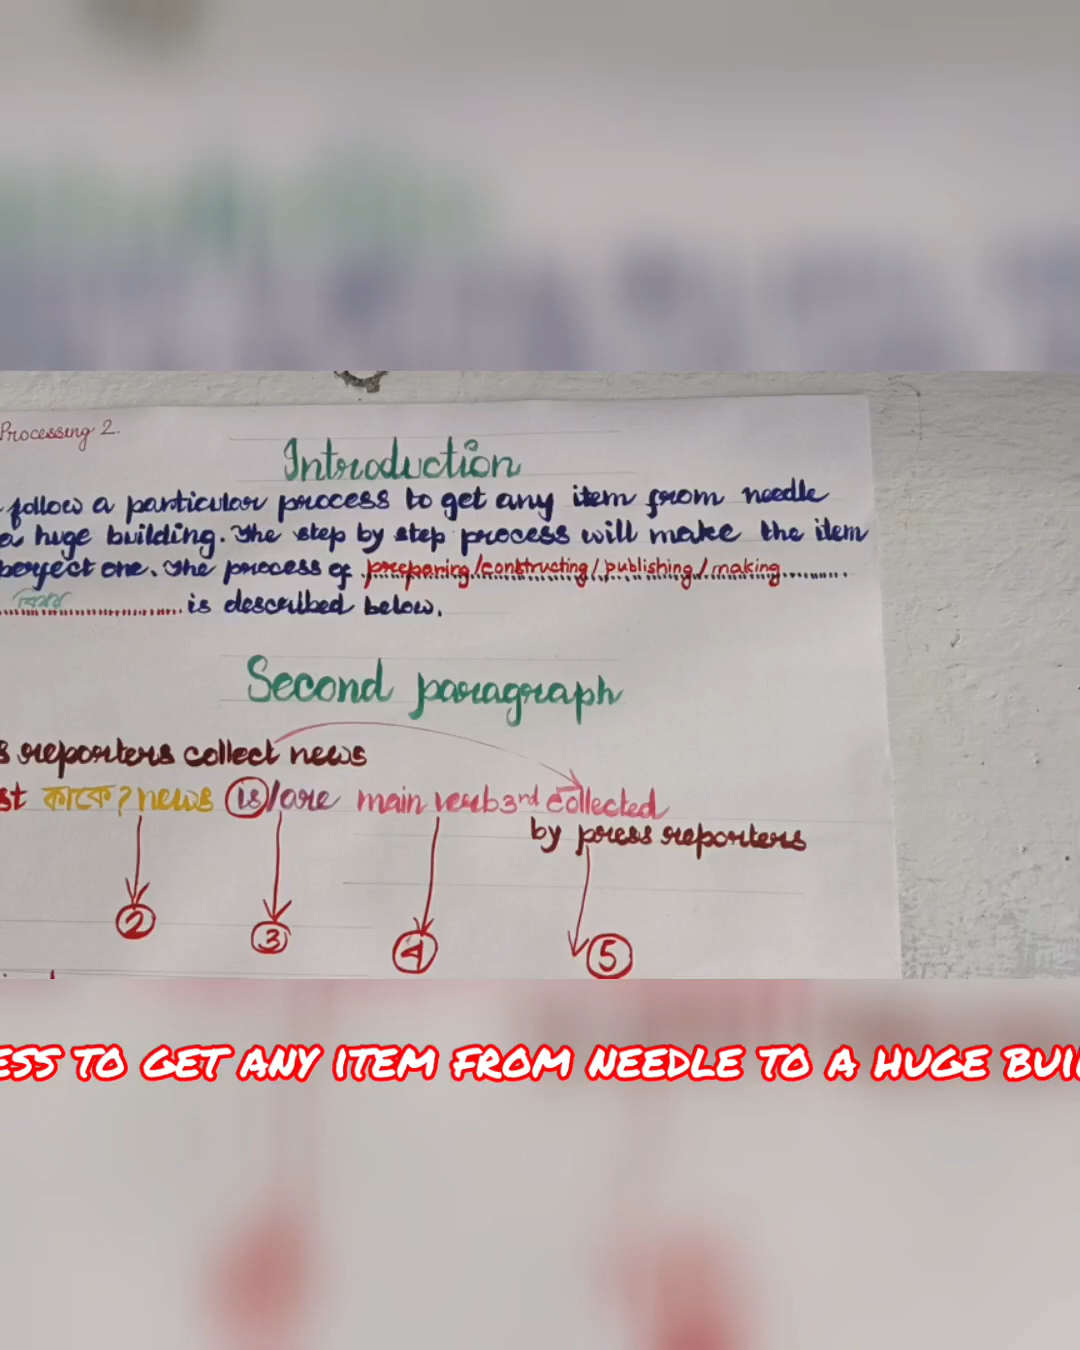 Processing 2.
Introduction
follow a particular process to get any item from needle
a huge building. The step by step process will make the item
perfect one. The process of preparing/constructing/publishing/making..........
.......................... is described below.
Second paragraph
s reporters collect news
st কাকে? news is/are main verb 3rd collected
by press reporters
2
3
4
5
ESS TO GET ANY ITEM FROM NEEDLE TO A HUGE BUI